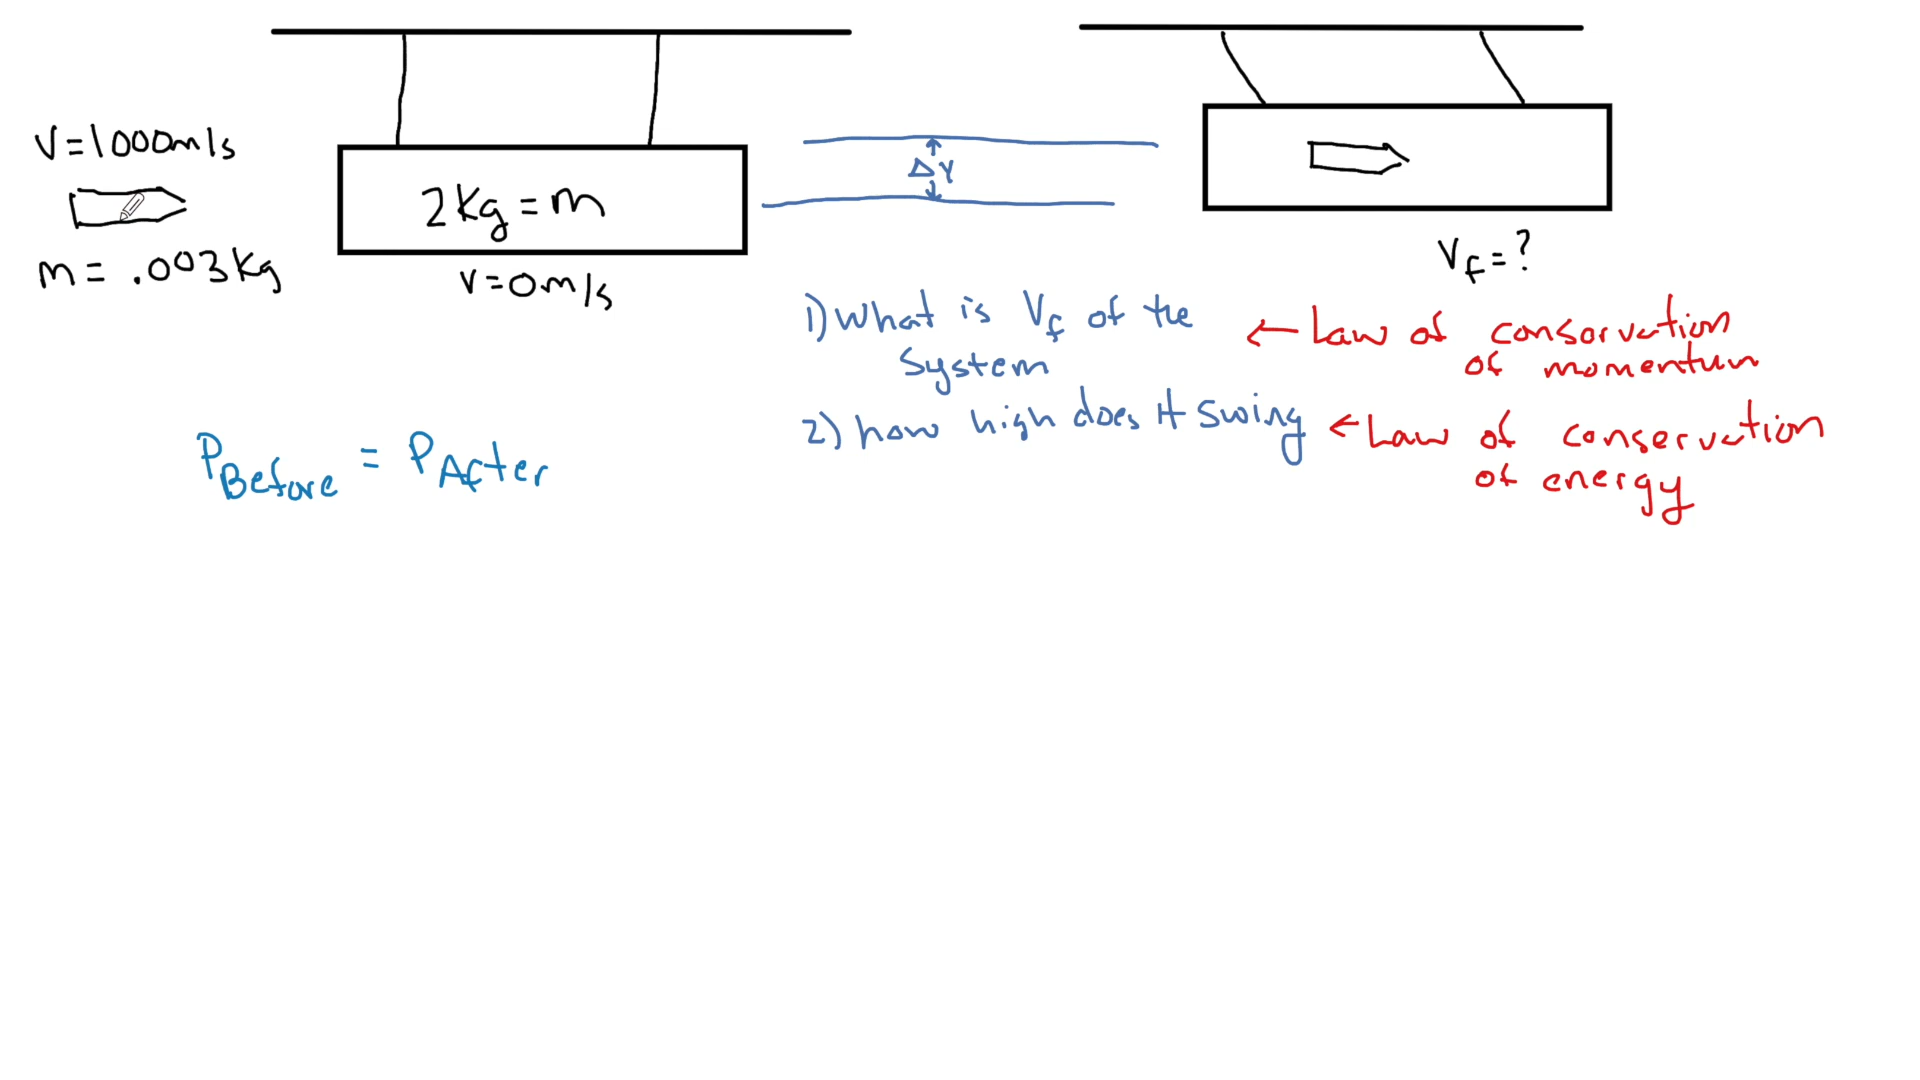 V=1000m/s
m= .003Kg
2Kg=m
v=0m/s
ΔY
Vf=?
1) What is Vf of the ← Law of consorvation
System of momentum
2) how high does it swing ← Law of conservation
of energy
PBefore = PAfter